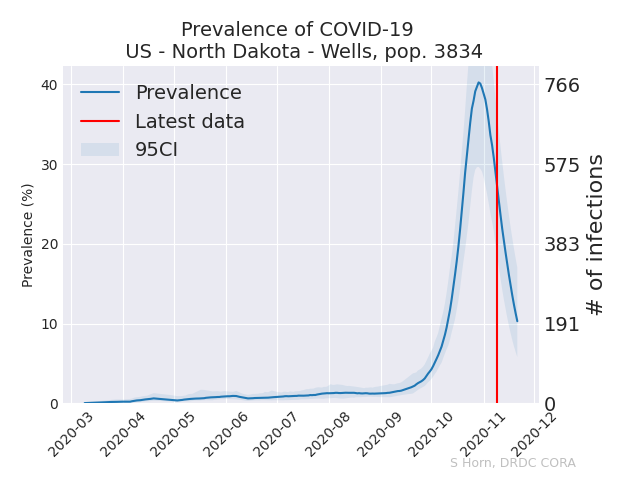 Prevalence of COVID-19
US - North Dakota - Wells, pop. 3834
Prevalence
Latest data
95CI
Prevalence (%)
40
30
20
10
0
766
575
383
191
0
# of infections
2020-03
2020-04
2020-05
2020-06
2020-07
2020-08
2020-09
2020-10
2020-11
2020-12
S Horn, DRDC CORA